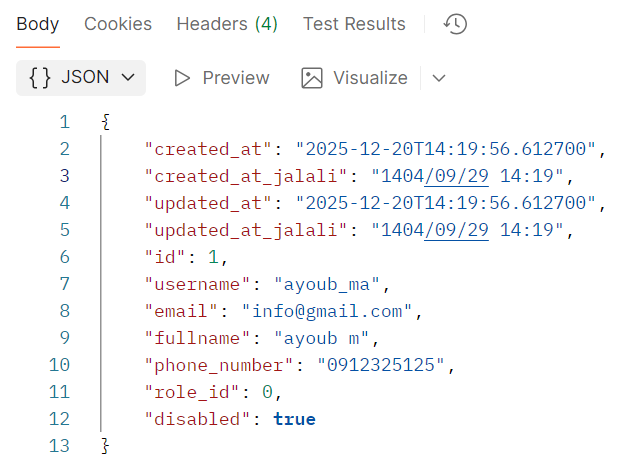 Body Cookies Headers (4) Test Results
{} JSON Preview Visualize
1 {
2 "created_at": "2025-12-20T14:19:56.612700",
3 "created_at_jalali": "1404/09/29 14:19",
4 "updated_at": "2025-12-20T14:19:56.612700",
5 "updated_at_jalali": "1404/09/29 14:19",
6 "id": 1,
7 "username": "ayoub_ma",
8 "email": "info@gmail.com",
9 "fullname": "ayoub m",
10 "phone_number": "0912325125",
11 "role_id": 0,
12 "disabled": true
13 }